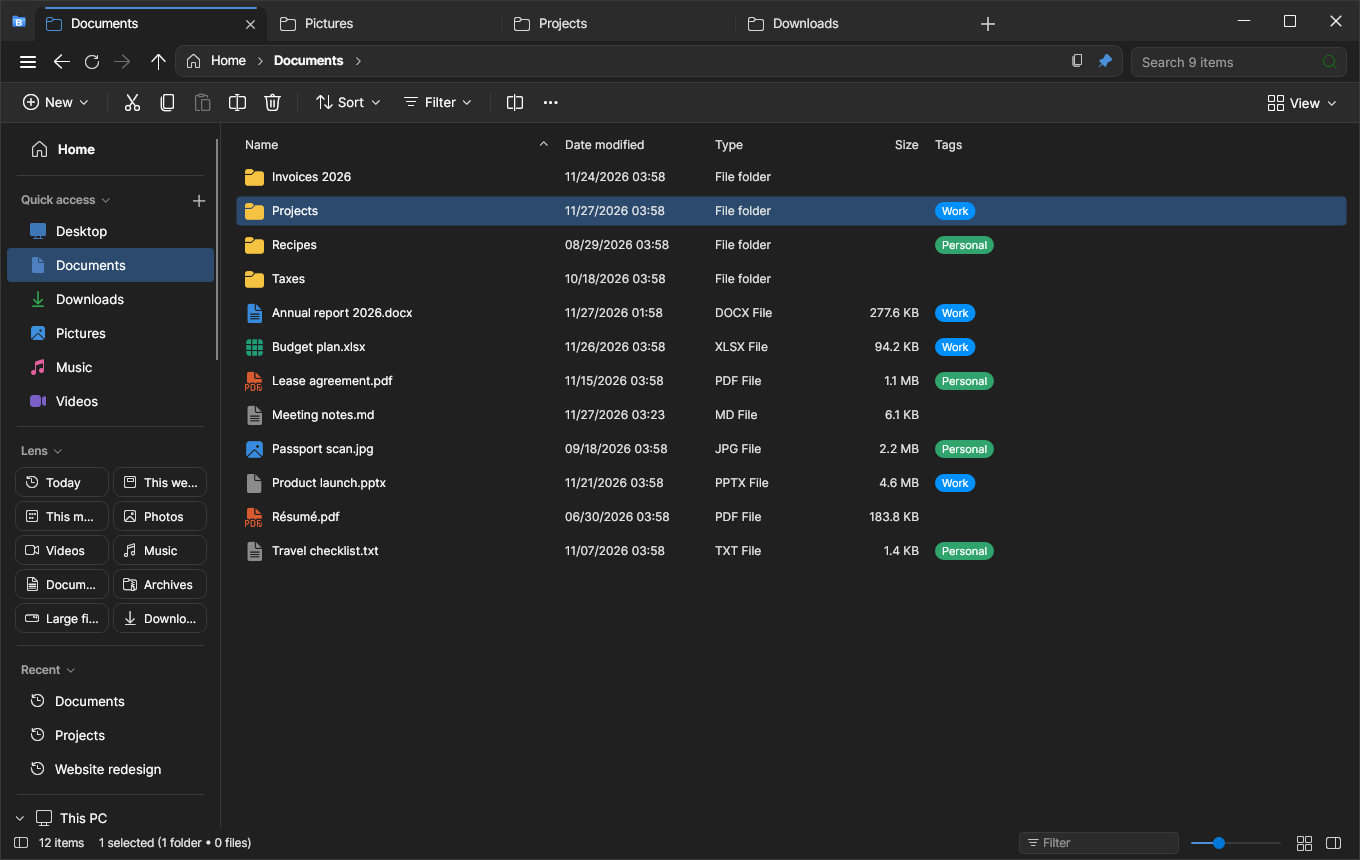 Documents
Pictures
Projects
Downloads
Home
Documents
Search 9 items
New
Sort
Filter
View
Home
Quick access
Desktop
Documents
Downloads
Pictures
Music
Videos
Lens
Today
This we...
This m...
Photos
Videos
Music
Docum...
Archives
Large fi...
Downlo...
Recent
Documents
Projects
Website redesign
This PC
Name Date modified Type Size Tags
Invoices 2026 11/24/2026 03:58 File folder
Projects 11/27/2026 03:58 File folder Work
Recipes 08/29/2026 03:58 File folder Personal
Taxes 10/18/2026 03:58 File folder
Annual report 2026.docx 11/27/2026 01:58 DOCX File 277.6 KB Work
Budget plan.xlsx 11/26/2026 03:58 XLSX File 94.2 KB Work
PDF Lease agreement.pdf 11/15/2026 03:58 PDF File 1.1 MB Personal
Meeting notes.md 11/27/2026 03:23 MD File 6.1 KB
Passport scan.jpg 09/18/2026 03:58 JPG File 2.2 MB Personal
Product launch.pptx 11/21/2026 03:58 PPTX File 4.6 MB Work
PDF Résumé.pdf 06/30/2026 03:58 PDF File 183.8 KB
Travel checklist.txt 11/07/2026 03:58 TXT File 1.4 KB Personal
12 items 1 selected (1 folder • 0 files)
Filter